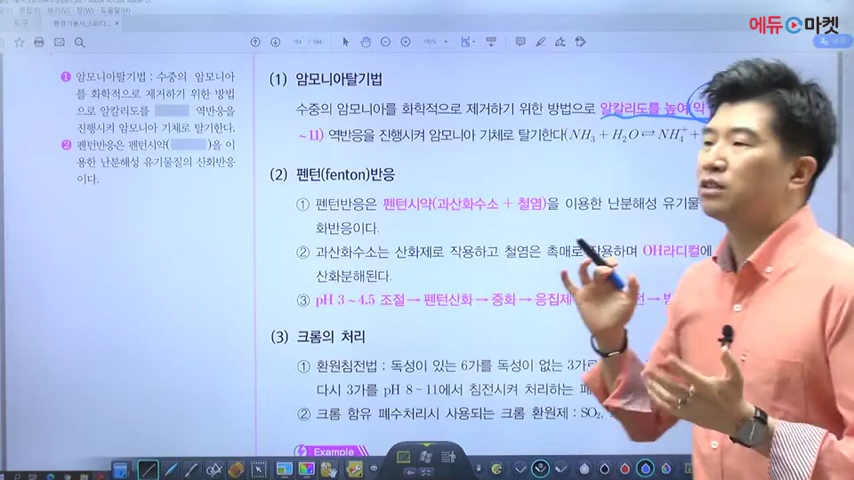 에듀마켓
도구
184 / 564
❶ 암모니아탈기법 : 수중의 암모니아
를 화학적으로 제거하기 위한 방법
으로 알칼리도를 역반응을
진행시켜 암모니아 기체로 탈기한다.
❷ 펜턴반응은 펜턴시약( )을 이
용한 난분해성 유기물질의 산화반응
이다.
(1) 암모니아탈기법
수중의 암모니아를 화학적으로 제거하기 위한 방법으로 알칼리도를 높여(약
~11) 역반응을 진행시켜 암모니아 기체로 탈기한다(NH₃ + H₂O ⇌ NH₄⁺ +
(2) 펜턴(fenton)반응
① 펜턴반응은 펜턴시약(과산화수소 + 철염)을 이용한 난분해성 유기물
화반응이다.
② 과산화수소는 산화제로 작용하고 철염은 촉매로 작용하며 OH라디컬에
산화분해된다.
③ pH 3 ~ 4.5 조절 → 펜턴산화 → 중화 → 응집제
(3) 크롬의 처리
① 환원침전법 : 독성이 있는 6가를 독성이 없는 3가로
다시 3가를 pH 8 - 11에서 침전시켜 처리하는
② 크롬 함유 폐수처리시 사용되는 크롬 환원제 : SO₂,
Example